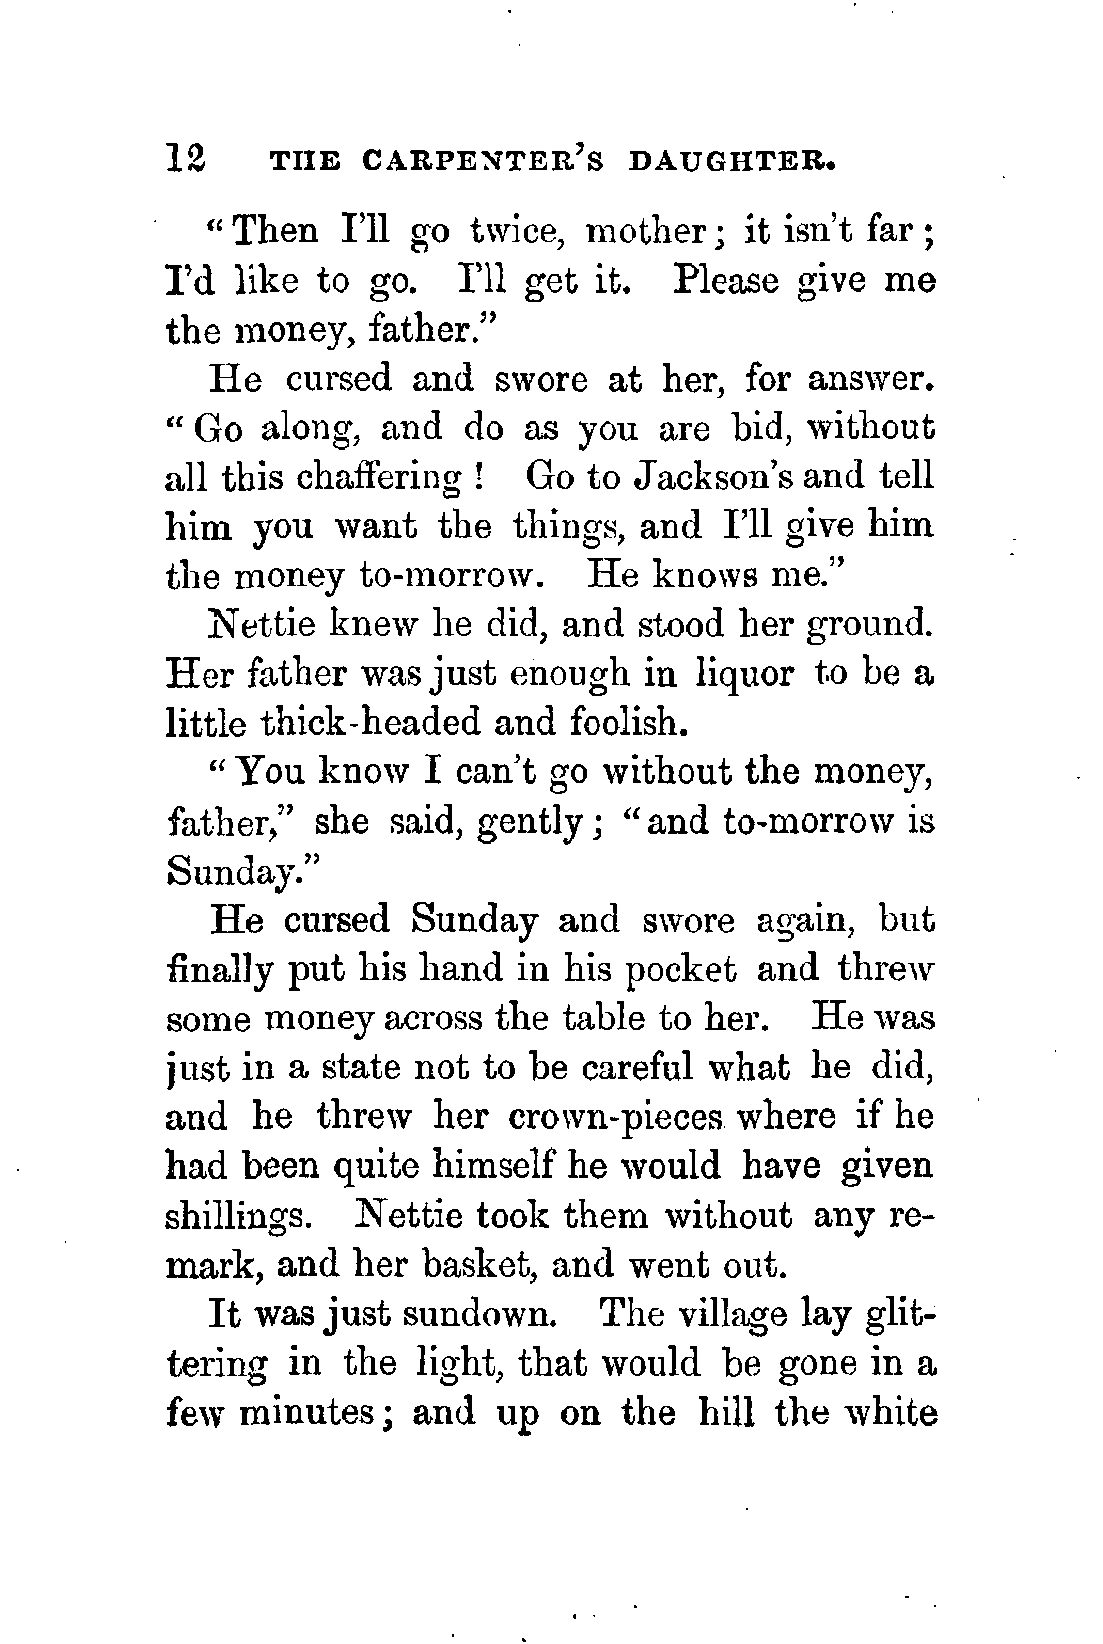 12 THE CARPENTER'S DAUGHTER.
"Then I'll go twice, mother; it isn't far;
I'd like to go. I'll get it. Please give me
the money, father."
He cursed and swore at her, for answer.
"Go along, and do as you are bid, without
all this chaffering! Go to Jackson's and tell
him you want the things, and I'll give him
the money to-morrow. He knows me."
Nettie knew he did, and stood her ground.
Her father was just enough in liquor to be a
little thick-headed and foolish.
"You know I can't go without the money,
father," she said, gently; "and to-morrow is
Sunday."
He cursed Sunday and swore again, but
finally put his hand in his pocket and threw
some money across the table to her. He was
just in a state not to be careful what he did,
and he threw her crown-pieces where if he
had been quite himself he would have given
shillings. Nettie took them without any re-
mark, and her basket, and went out.
It was just sundown. The village lay glit-
tering in the light, that would be gone in a
few minutes; and up on the hill the white